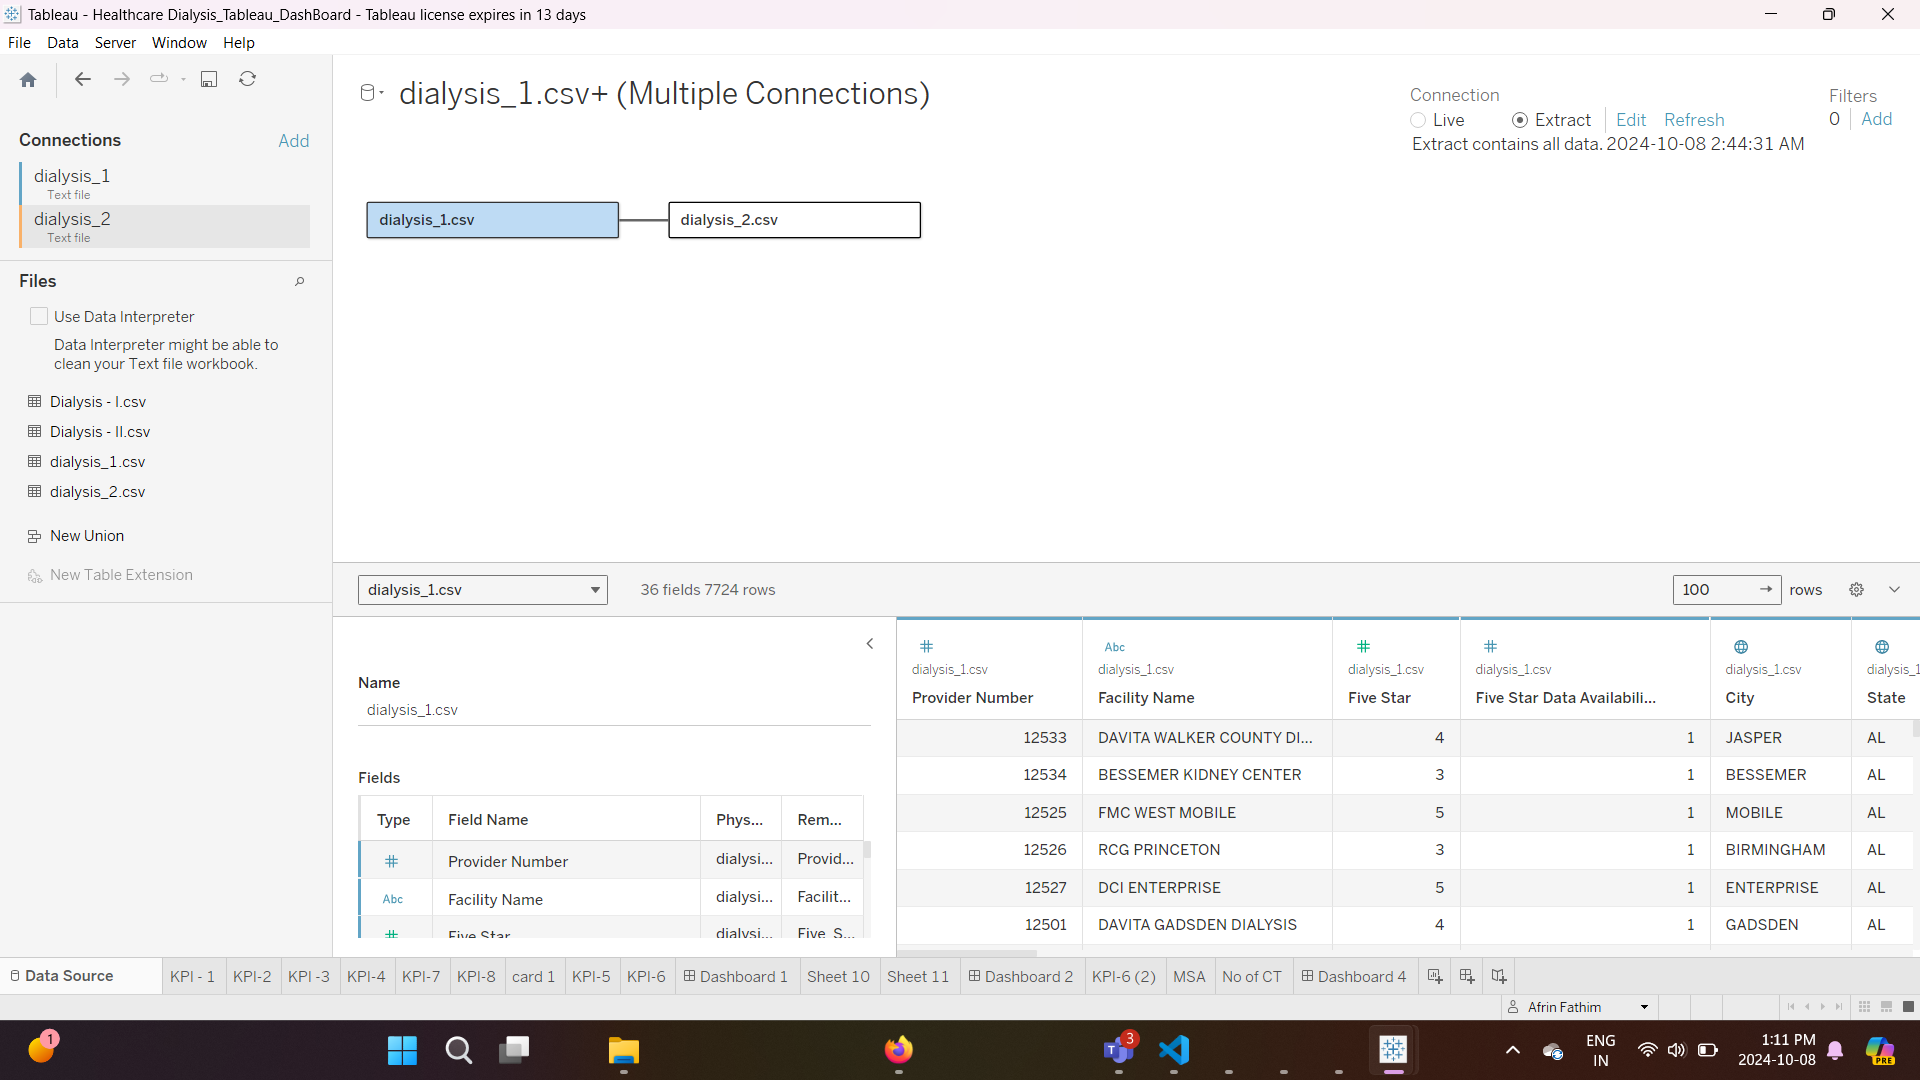 Tableau - Healthcare Dialysis_Tableau_DashBoard - Tableau license expires in 13 days
File Data Server Window Help
dialysis_1.csv+ (Multiple Connections)
Connection
Live Extract Edit Refresh
Extract contains all data. 2024-10-08 2:44:31 AM
Filters
0 Add
Connections Add
dialysis_1
Text file
dialysis_2
Text file
dialysis_1.csv dialysis_2.csv
Files
Use Data Interpreter
Data Interpreter might be able to
clean your Text file workbook.
Dialysis - I.csv
Dialysis - II.csv
dialysis_1.csv
dialysis_2.csv
New Union
New Table Extension
dialysis_1.csv 36 fields 7724 rows 100 rows
Name
dialysis_1.csv
Fields
Type Field Name Phys... Rem...
Provider Number dialysi... Provid...
Abc Facility Name dialysi... Facilit...
Five Star dialysi... Five_S...
Abc
dialysis_1.csv dialysis_1.csv dialysis_1.csv dialysis_1.csv dialysis_1.csv dialysis_1
Provider Number Facility Name Five Star Five Star Data Availabili... City State
12533 DAVITA WALKER COUNTY DI... 4 1 JASPER AL
12534 BESSEMER KIDNEY CENTER 3 1 BESSEMER AL
12525 FMC WEST MOBILE 5 1 MOBILE AL
12526 RCG PRINCETON 3 1 BIRMINGHAM AL
12527 DCI ENTERPRISE 5 1 ENTERPRISE AL
12501 DAVITA GADSDEN DIALYSIS 4 1 GADSDEN AL
Data Source KPI - 1 KPI-2 KPI -3 KPI-4 KPI-7 KPI-8 card 1 KPI-5 KPI-6 Dashboard 1 Sheet 10 Sheet 11 Dashboard 2 KPI-6 (2) MSA No of CT Dashboard 4
Afrin Fathim
1
3
ENG
IN
1:11 PM
2024-10-08
PRE